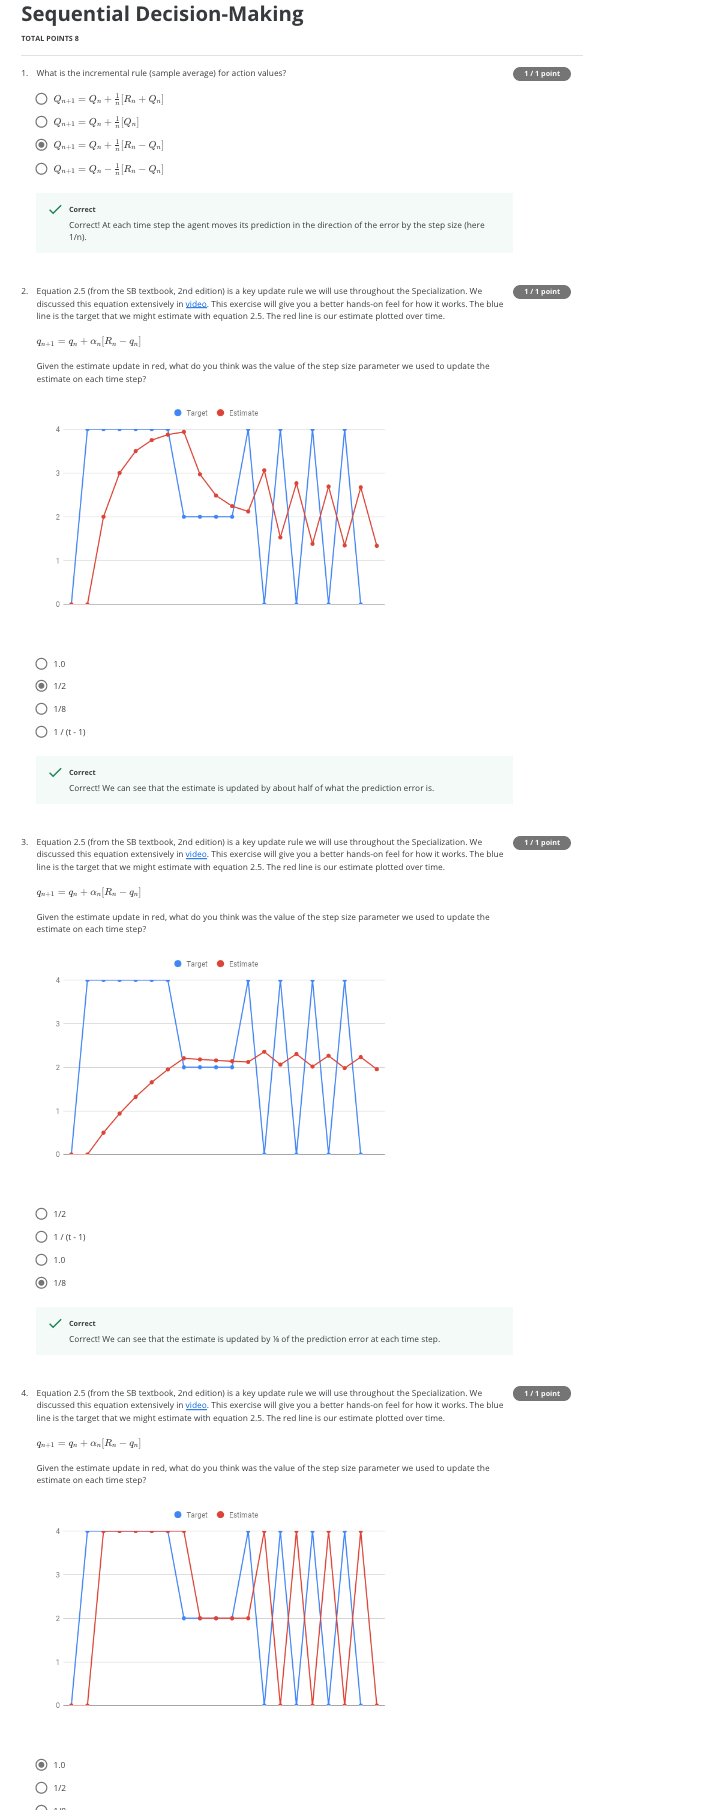 Sequential Decision-Making
TOTAL POINTS 8
1. What is the incremental rule (sample average) for action values?
1 / 1 point
Qₙ₊₁ = Qₙ + 1/n [Rₙ + Qₙ]
Qₙ₊₁ = Qₙ + 1/n [Qₙ]
Qₙ₊₁ = Qₙ + 1/n [Rₙ − Qₙ]
Qₙ₊₁ = Qₙ − 1/n [Rₙ − Qₙ]
Correct
Correct! At each time step the agent moves its prediction in the direction of the error by the step size (here
1/n).
2. Equation 2.5 (from the SB textbook, 2nd edition) is a key update rule we will use throughout the Specialization. We
1 / 1 point
discussed this equation extensively in video. This exercise will give you a better hands-on feel for how it works. The blue
line is the target that we might estimate with equation 2.5. The red line is our estimate plotted over time.
qₙ₊₁ = qₙ + αₙ[Rₙ − qₙ]
Given the estimate update in red, what do you think was the value of the step size parameter we used to update the
estimate on each time step?
Target Estimate
4
3
2
1
0
1.0
1/2
1/8
1 / (t - 1)
Correct
Correct! We can see that the estimate is updated by about half of what the prediction error is.
3. Equation 2.5 (from the SB textbook, 2nd edition) is a key update rule we will use throughout the Specialization. We
1 / 1 point
discussed this equation extensively in video. This exercise will give you a better hands-on feel for how it works. The blue
line is the target that we might estimate with equation 2.5. The red line is our estimate plotted over time.
qₙ₊₁ = qₙ + αₙ[Rₙ − qₙ]
Given the estimate update in red, what do you think was the value of the step size parameter we used to update the
estimate on each time step?
Target Estimate
4
3
2
1
0
1/2
1 / (t - 1)
1.0
1/8
Correct
Correct! We can see that the estimate is updated by ⅛ of the prediction error at each time step.
4. Equation 2.5 (from the SB textbook, 2nd edition) is a key update rule we will use throughout the Specialization. We
1 / 1 point
discussed this equation extensively in video. This exercise will give you a better hands-on feel for how it works. The blue
line is the target that we might estimate with equation 2.5. The red line is our estimate plotted over time.
qₙ₊₁ = qₙ + αₙ[Rₙ − qₙ]
Given the estimate update in red, what do you think was the value of the step size parameter we used to update the
estimate on each time step?
Target Estimate
4
3
2
1
0
1.0
1/2